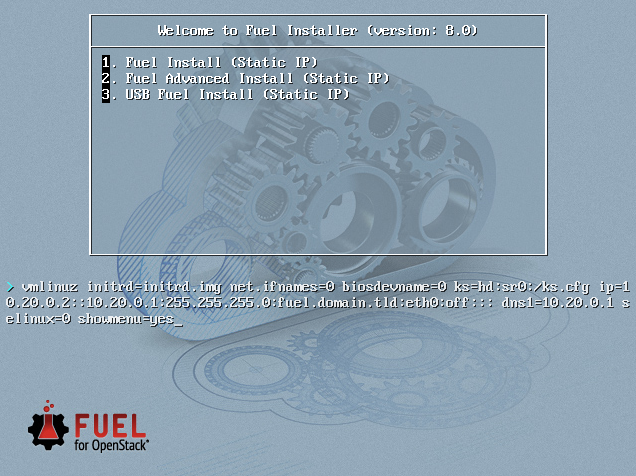 Welcome to Fuel Installer (version: 8.0)
1. Fuel Install (Static IP)
2. Fuel Advanced Install (Static IP)
3. USB Fuel Install (Static IP)
> vmlinuz initrd=initrd.img net.ifnames=0 biosdevname=0 ks=hd:sr0:/ks.cfg ip=1
0.20.0.2::10.20.0.1:255.255.255.0:fuel.domain.tld:eth0:off::: dns1=10.20.0.1 s
elinux=0 showmenu=yes_
FUEL
for OpenStack*